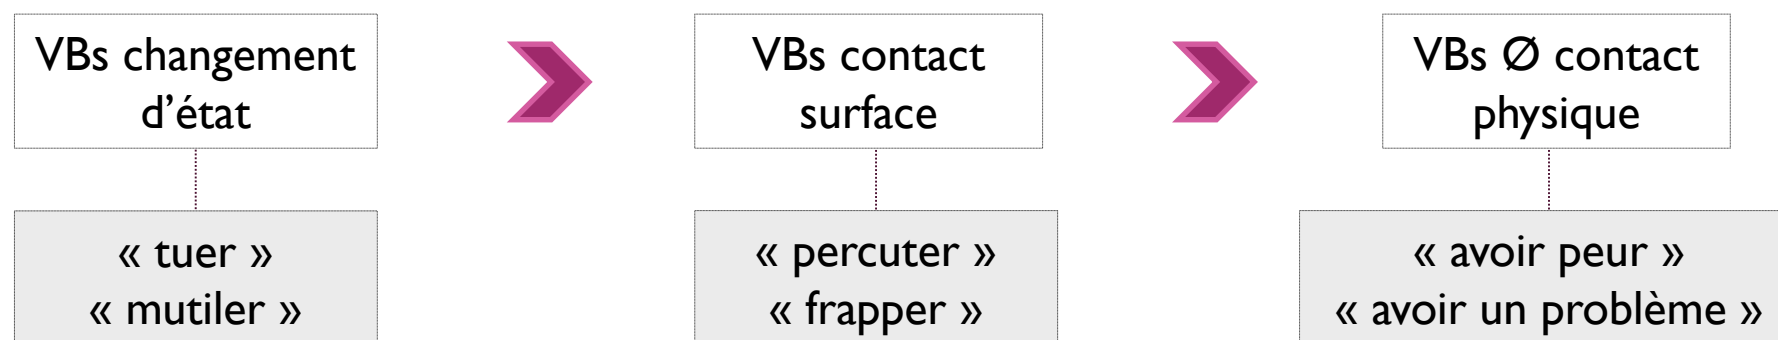 VBs changement
d’état
VBs contact
surface
VBs Ø contact
physique
« tuer »
« mutiler »
« percuter »
« frapper »
« avoir peur »
« avoir un problème »